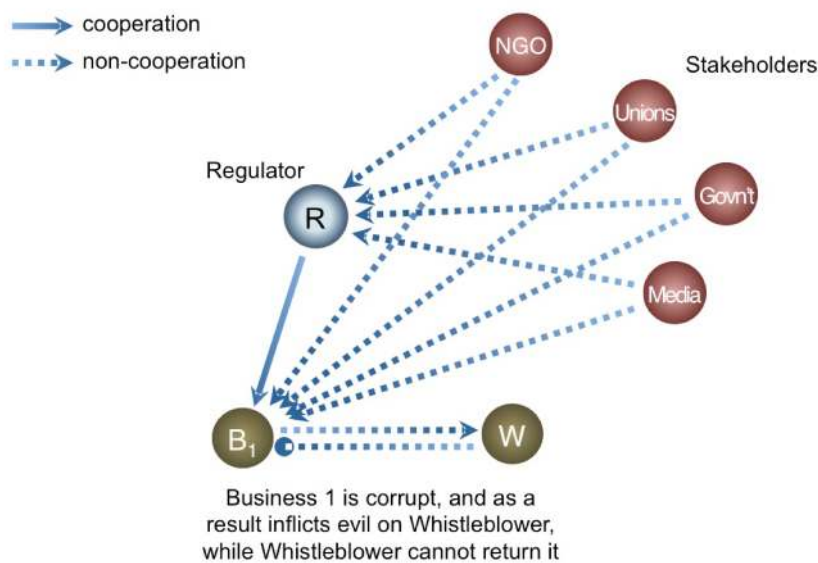 cooperation
non-cooperation
NGO
Stakeholders
Unions
Regulator
Govn't
R
Media
B1
W
Business 1 is corrupt, and as a
result inflicts evil on Whistleblower,
while Whistleblower cannot return it